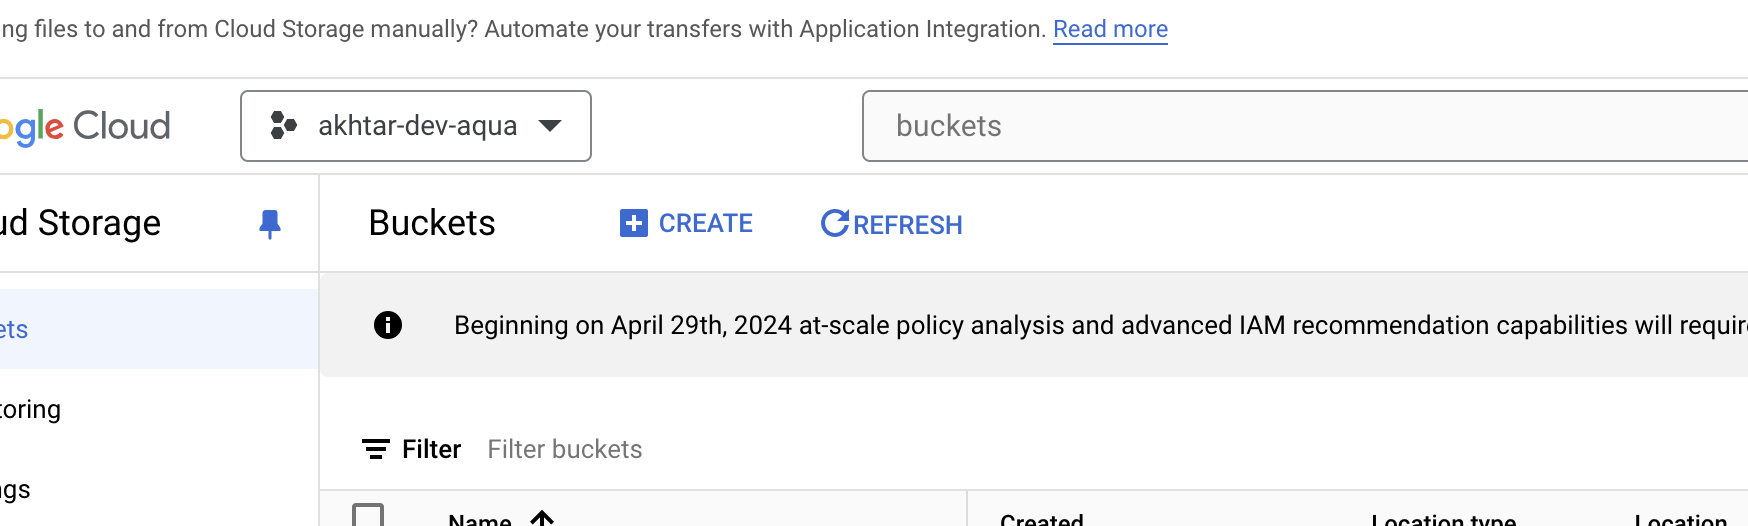 ng files to and from Cloud Storage manually? Automate your transfers with Application Integration. Read more
ogle Cloud
akhtar-dev-aqua
buckets
ud Storage
Buckets
CREATE
REFRESH
Beginning on April 29th, 2024 at-scale policy analysis and advanced IAM recommendation capabilities will requir
ets
toring
Filter
Filter buckets
ngs
Name
Created
Location type
Location